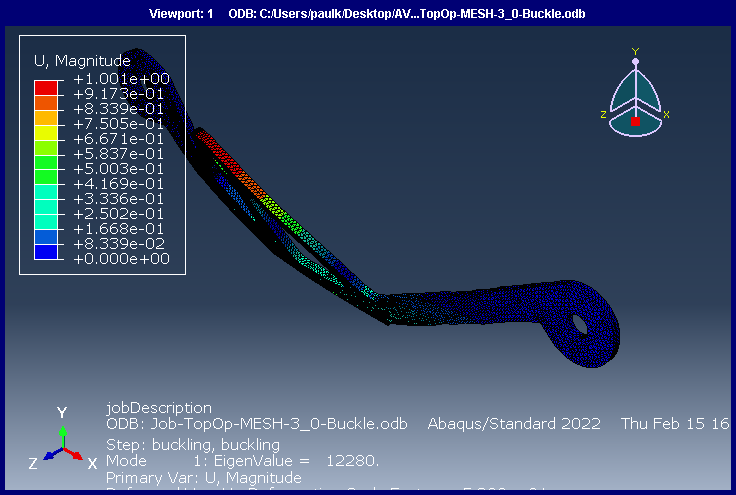 Viewport: 1 ODB: C:/Users/paulk/Desktop/AV...TopOp-MESH-3_0-Buckle.odb
U, Magnitude
+1.001e+00
+9.173e-01
+8.339e-01
+7.505e-01
+6.671e-01
+5.837e-01
+5.003e-01
+4.169e-01
+3.336e-01
+2.502e-01
+1.668e-01
+8.339e-02
+0.000e+00
Y
Z
X
Y
Z
X
jobDescription
ODB: Job-TopOp-MESH-3_0-Buckle.odb Abaqus/Standard 2022 Thu Feb 15 16
Step: buckling, buckling
Mode 1: EigenValue = 12280.
Primary Var: U, Magnitude